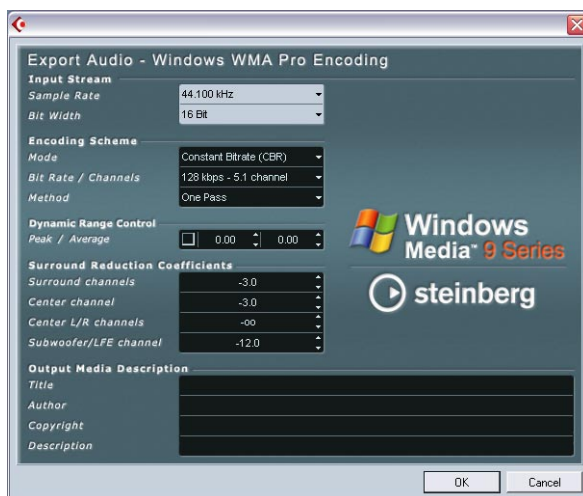 Export Audio - Windows WMA Pro Encoding
Input Stream
Sample Rate 44.100 kHz
Bit Width 16 Bit
Encoding Scheme
Mode Constant Bitrate (CBR)
Bit Rate / Channels 128 kbps - 5.1 channel
Method One Pass
Dynamic Range Control
Peak / Average 0.00 0.00
Windows
Media™ 9 Series
Surround Reduction Coefficients
Surround channels -3.0
steinberg
Center channel -3.0
Center L/R channels -oo
Subwoofer/LFE channel -12.0
Output Media Description
Title
Author
Copyright
Description
OK Cancel